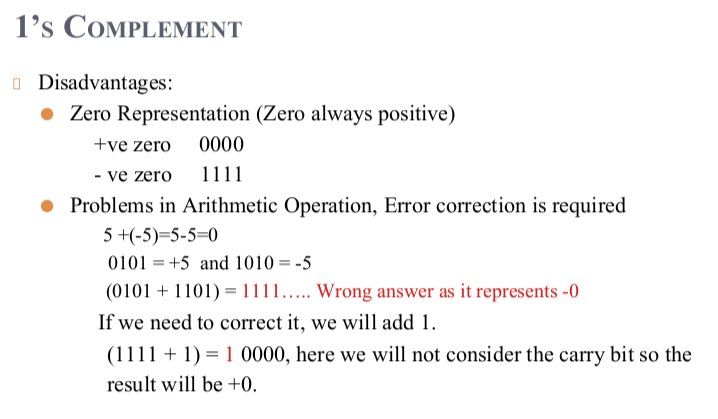 1's COMPLEMENT
Disadvantages:
Zero Representation (Zero always positive)
+ve zero 0000
- ve zero 1111
Problems in Arithmetic Operation, Error correction is required
5 +(-5)=5-5=0
0101 = +5 and 1010 = -5
(0101 + 1101) = 1111….. Wrong answer as it represents -0
If we need to correct it, we will add 1.
(1111 + 1) = 1 0000, here we will not consider the carry bit so the
result will be +0.